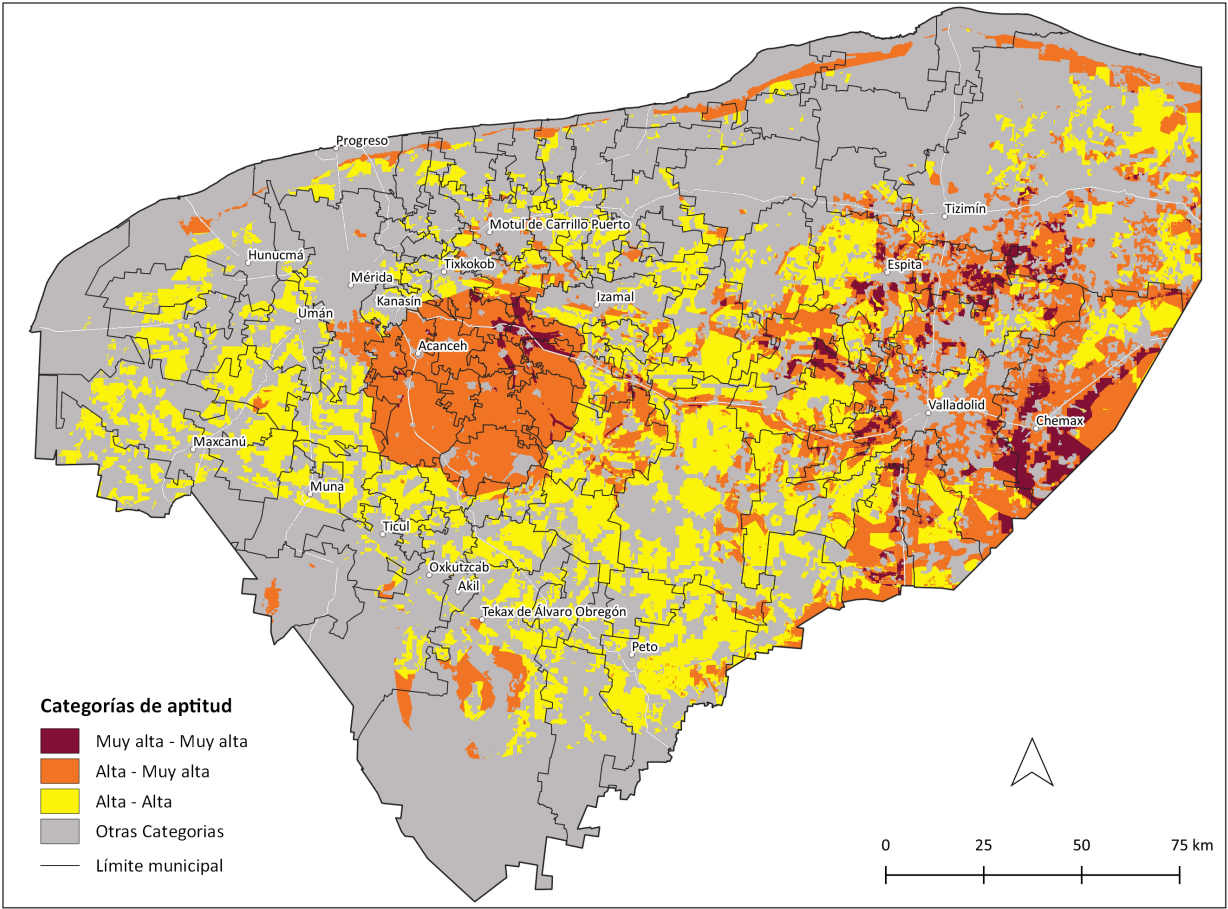 Progreso
Tizimín
Motul de Carrillo Puerto
Hunucmá
Tixkokob
Espita
Mérida
Kanasín
Izamal
Umán
Acanceh
Valladolid
Chemax
Maxcanú
Muna
Ticul
Oxkutzcab
Akil
Tekax de Álvaro Obregón
Peto
Categorías de aptitud
Muy alta - Muy alta
Alta - Muy alta
Alta - Alta
Otras Categorias
Límite municipal
0 25 50 75 km